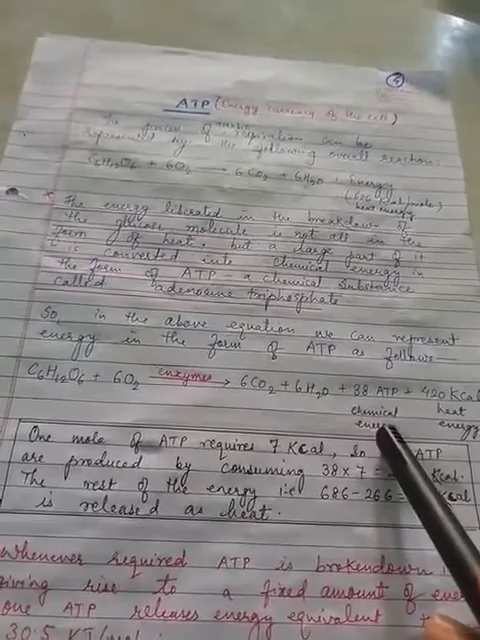 4
ATP (Energy currency of the cell)
The process of respiration can be
represented by the following overall reaction:
C6H12O6 + 6O2 → 6CO2 + 6H2O + Energy
(686 Kcal/mole)
heat energy
* The energy liberated in the breakdown of
the glucose molecule is not all in the
form of heat, but a large part of it
is converted into chemical energy in
the form of ATP - a chemical substance
called adenosine triphosphate
So, in the above equation we can represent
energy in the form of ATP as follows —
C6H12O6 + 6O2 enzymes → 6CO2 + 6H2O + 38 ATP + 420 Kcal
chemical heat
energy
One mole of ATP requires 7 Kcal, So ATP
are produced by consuming 38 x 7 = Kcal.
The rest of the energy i.e 686 - 266 = Kcal
is released as heat.
Whenever required ATP is brokendown
giving rise to a fixed amount of
one ATP releases energy equivalent
30.5 KJ/mol.